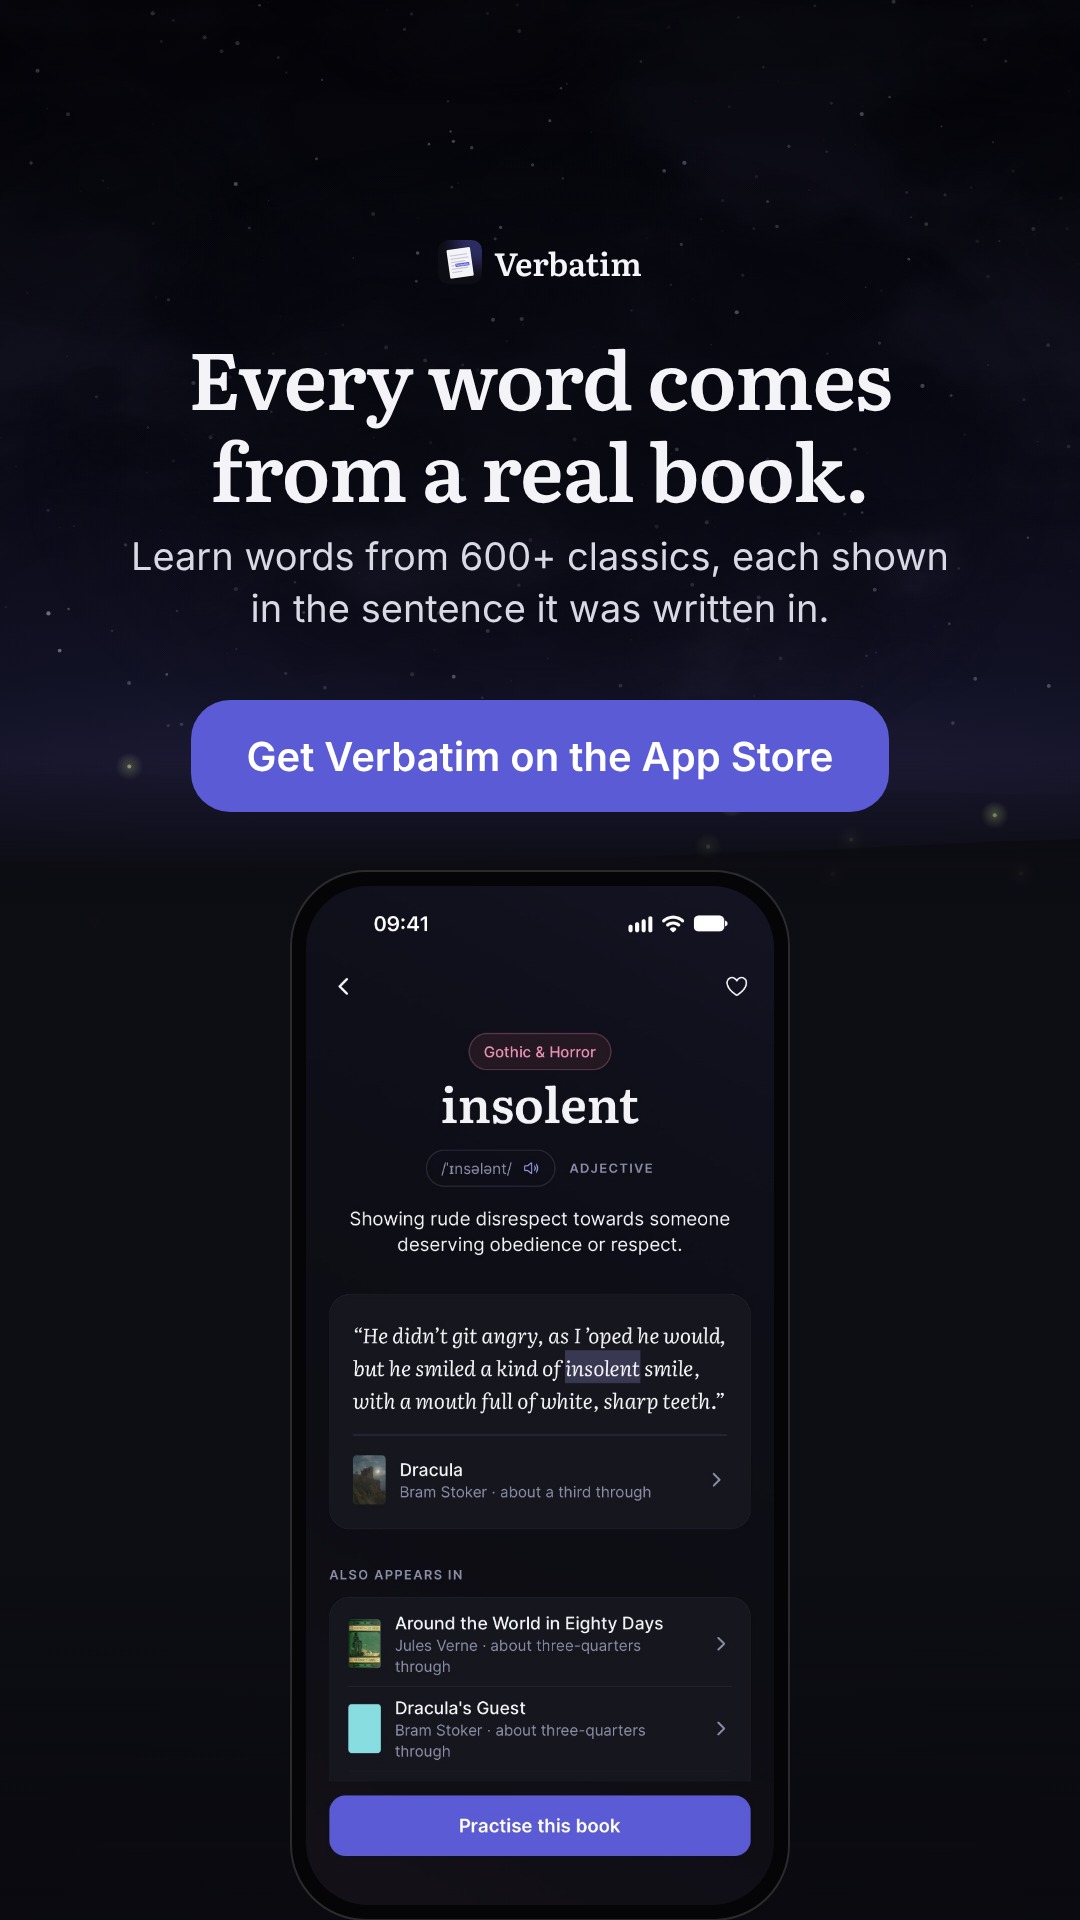 Verbatim
Every word comes
from a real book.
Learn words from 600+ classics, each shown
in the sentence it was written in.
Get Verbatim on the App Store
09:41
Gothic & Horror
insolent
/ˈɪnsələnt/
ADJECTIVE
Showing rude disrespect towards someone
deserving obedience or respect.
“He didn’t git angry, as I ’oped he would,
but he smiled a kind of insolent smile,
with a mouth full of white, sharp teeth.”
Dracula
Bram Stoker · about a third through
ALSO APPEARS IN
Around the World in Eighty Days
Jules Verne · about three-quarters
through
Dracula's Guest
Bram Stoker · about three-quarters
through
Practise this book